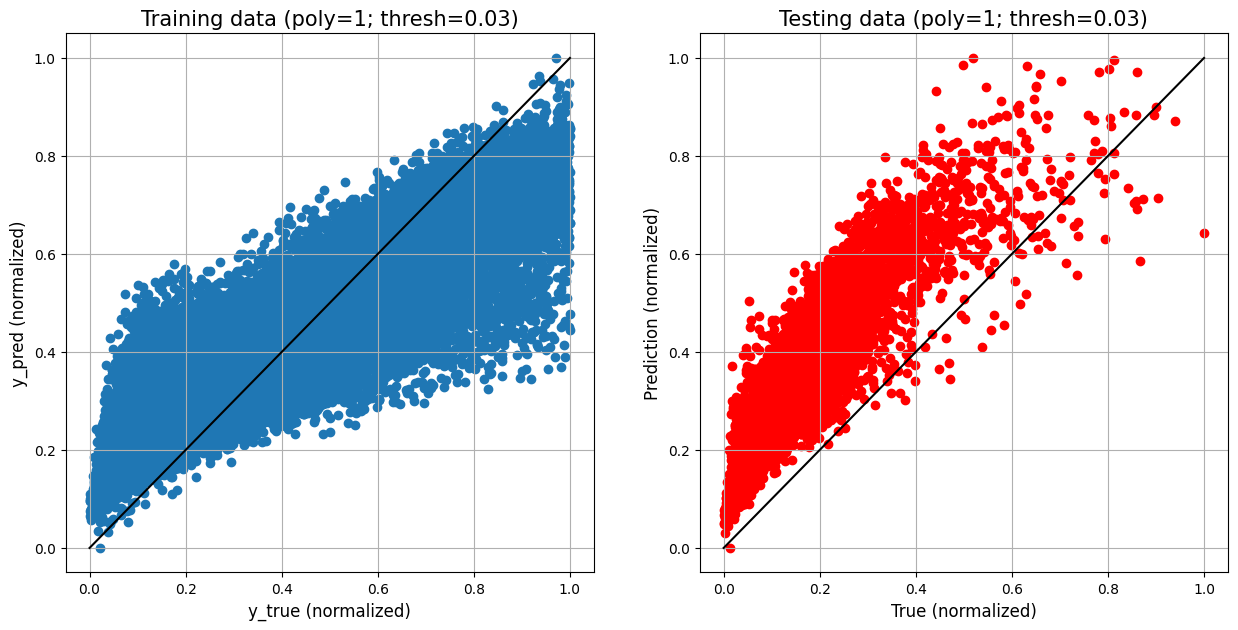 Training data (poly=1; thresh=0.03)
y_pred (normalized)
1.0
0.8
0.6
0.4
0.2
0.0
0.0 0.2 0.4 0.6 0.8 1.0
y_true (normalized)
Testing data (poly=1; thresh=0.03)
Prediction (normalized)
1.0
0.8
0.6
0.4
0.2
0.0
0.0 0.2 0.4 0.6 0.8 1.0
True (normalized)